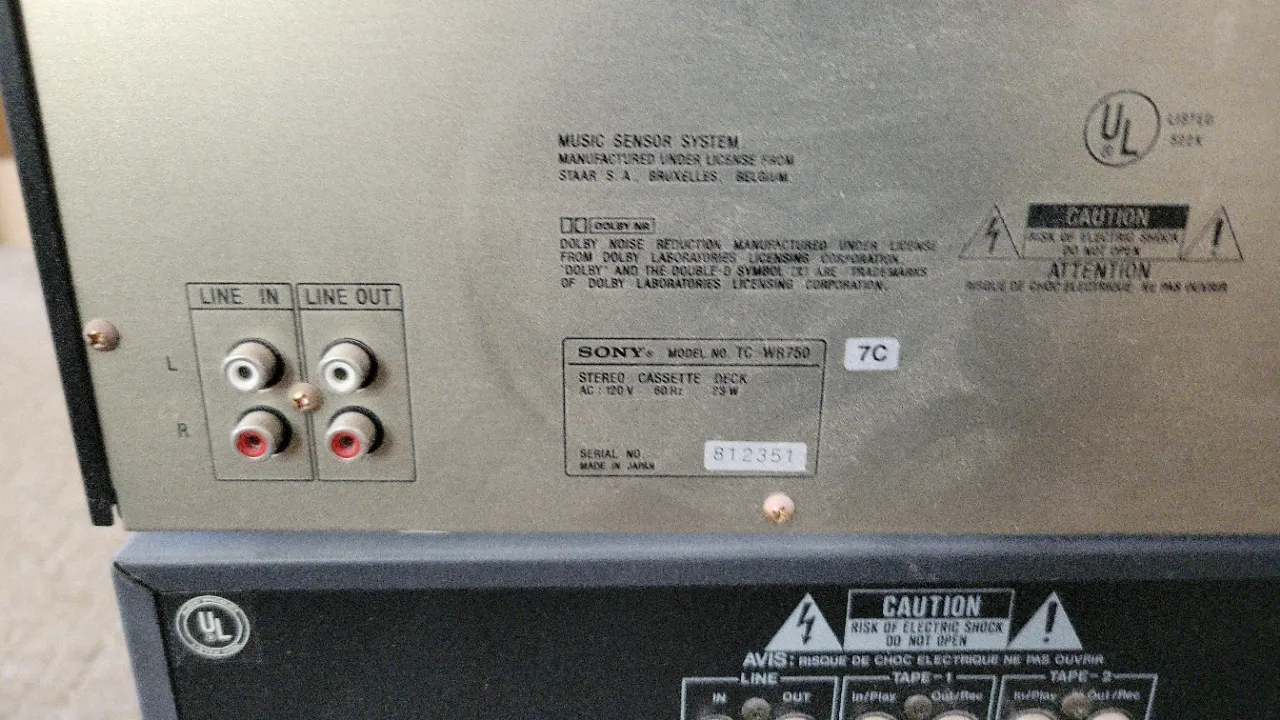 MUSIC SENSOR SYSTEM
MANUFACTURED UNDER LICENSE FROM
STAAR S.A., BRUXELLES, BELGIUM.
UL
LISTED
DOLBY NR
DOLBY NOISE REDUCTION MANUFACTURED UNDER LICENSE
FROM DOLBY LABORATORIES LICENSING CORPORATION.
"DOLBY" AND THE DOUBLE-D SYMBOL ARE TRADEMARKS
OF DOLBY LABORATORIES LICENSING CORPORATION.
CAUTION
RISK OF ELECTRIC SHOCK
DO NOT OPEN
ATTENTION
RISQUE DE CHOC ELECTRIQUE NE PAS OUVRIR
LINE IN LINE OUT
L
R
SONY® MODEL NO. TC-WR750
STEREO CASSETTE DECK
AC: 120V 60Hz 23W
SERIAL NO. 812351
MADE IN JAPAN
7C
UL
CAUTION
RISK OF ELECTRIC SHOCK
DO NOT OPEN
AVIS: RISQUE DE CHOC ELECTRIQUE NE PAS OUVRIR
LINE TAPE-1 TAPE-2
IN OUT In/Play Out/Rec In/Play Out/Rec